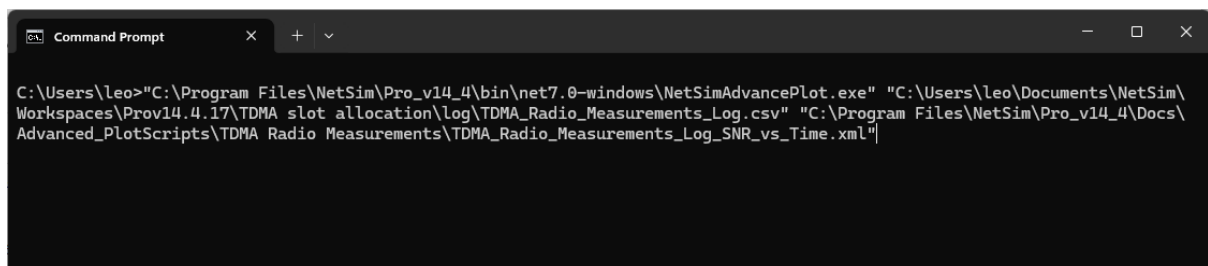 Command Prompt
C:\Users\leo>"C:\Program Files\NetSim\Pro_v14_4\bin\net7.0-windows\NetSimAdvancePlot.exe" "C:\Users\leo\Documents\NetSim\
Workspaces\Prov14.4.17\TDMA slot allocation\log\TDMA_Radio_Measurements_Log.csv" "C:\Program Files\NetSim\Pro_v14_4\Docs\
Advanced_PlotScripts\TDMA Radio Measurements\TDMA_Radio_Measurements_Log_SNR_vs_Time.xml"